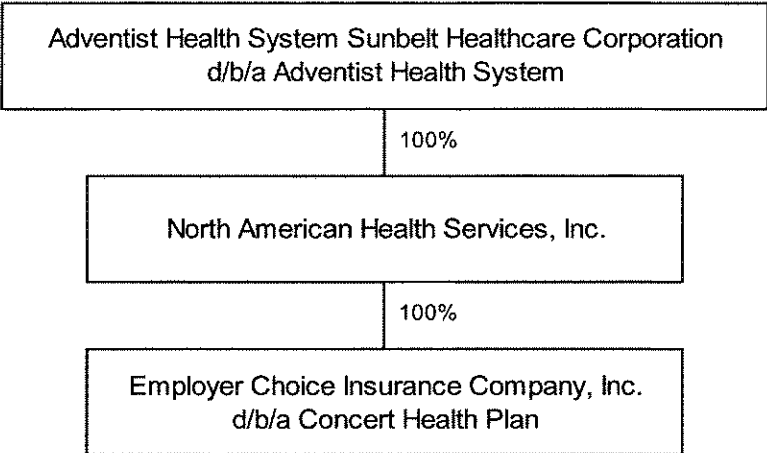 Adventist Health System Sunbelt Healthcare Corporation
d/b/a Adventist Health System
100%
North American Health Services, Inc.
100%
Employer Choice Insurance Company, Inc.
d/b/a Concert Health Plan